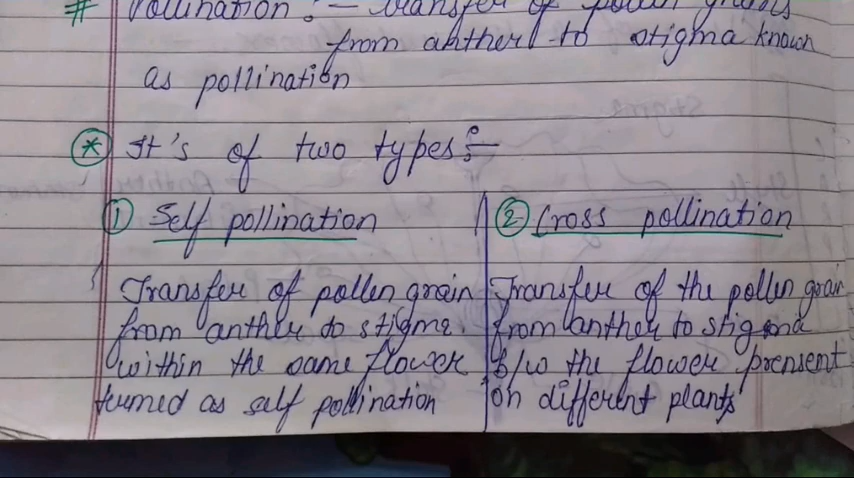 # Pollination :- transfer of pollen grains
from anther to stigma known
as pollination
* It's of two types :-
① Self pollination
② Cross pollination
Transfer of pollen grain
from anther to stigma
within the same flower
termed as self pollination
Transfer of the pollen grain
from anther to stigma
b/w the flower prensent
on different plants